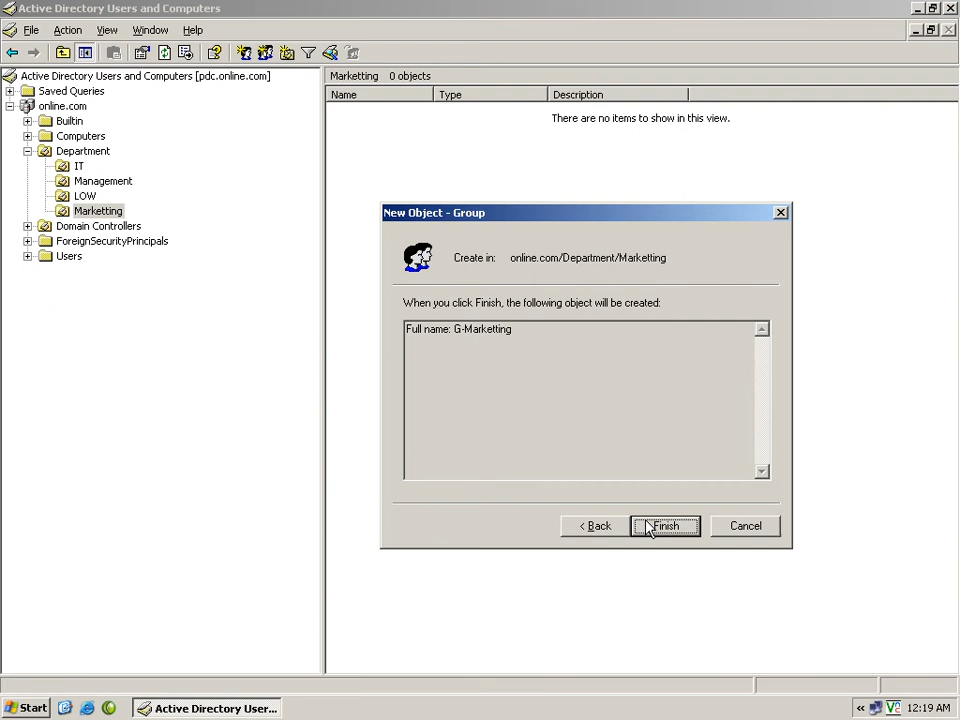 Active Directory Users and Computers
File Action View Window Help
Active Directory Users and Computers [pdc.online.com]
Saved Queries
online.com
Builtin
Computers
Department
IT
Management
LOW
Marketting
Domain Controllers
ForeignSecurityPrincipals
Users
Marketting 0 objects
Name Type Description
There are no items to show in this view.
New Object - Group
Create in: online.com/Department/Marketting
When you click Finish, the following object will be created:
Full name: G-Marketting
< Back Finish Cancel
Start Active Directory User... « 12:19 AM